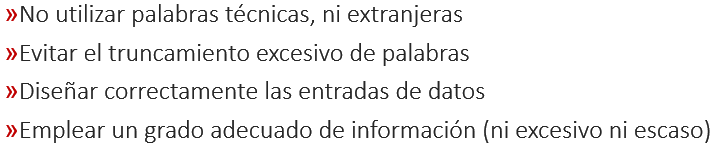 »No utilizar palabras técnicas, ni extranjeras
»Evitar el truncamiento excesivo de palabras
»Diseñar correctamente las entradas de datos
»Emplear un grado adecuado de información (ni excesivo ni escaso)